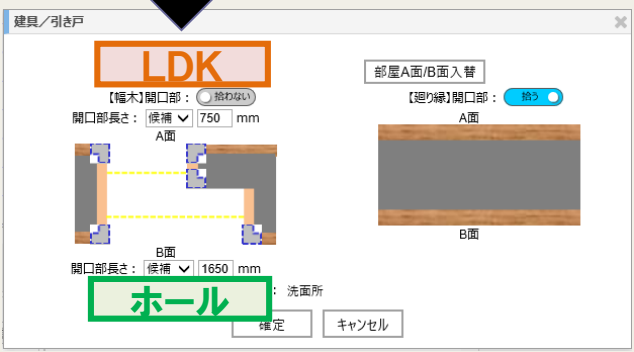 建具／引き戸
LDK
部屋A面/B面入替
【幅木】開口部： 拾わない
【廻り縁】開口部： 拾う
開口部長さ： 候補 750 mm
A面
A面
B面
B面
開口部長さ： 候補 1650 mm
ホール
： 洗面所
確定
キャンセル